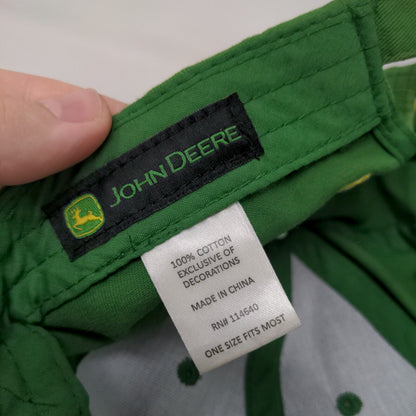 JOHN DEERE
100% COTTON
EXCLUSIVE OF
DECORATIONS
MADE IN CHINA
RN# 114640
ONE SIZE FITS MOST